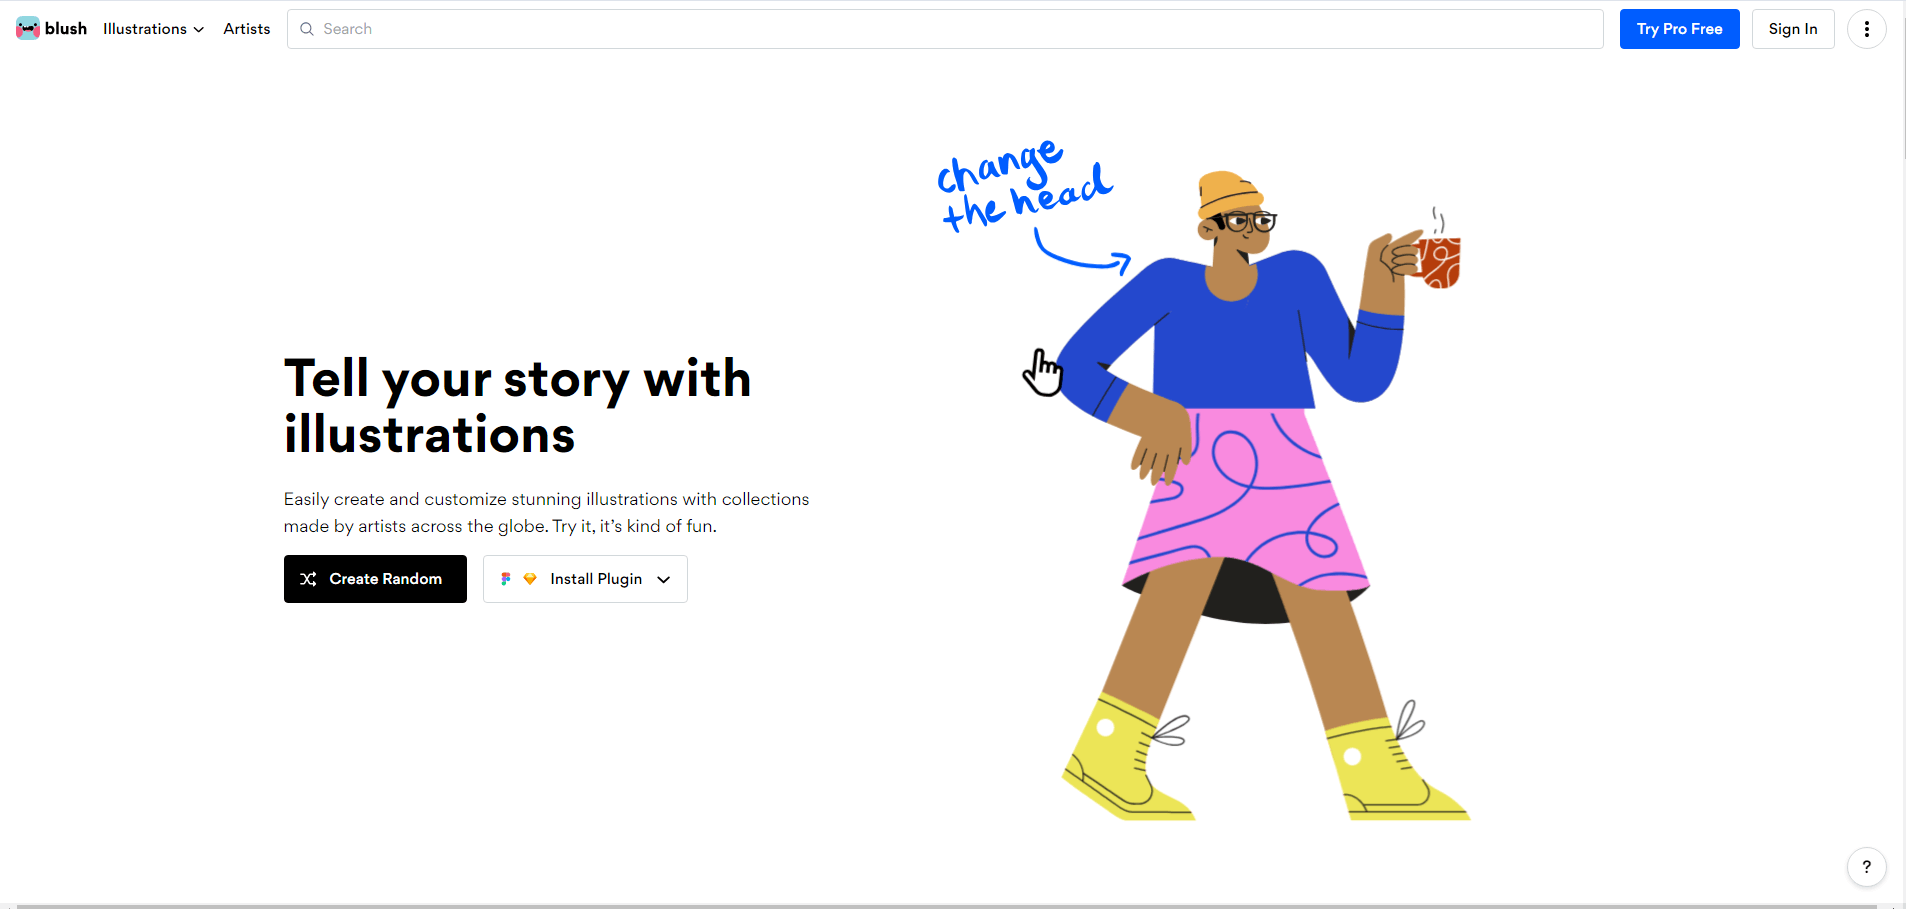 blush
Illustrations
Artists
Search
Try Pro Free
Sign In
change
the head
Tell your story with
illustrations
Easily create and customize stunning illustrations with collections
made by artists across the globe. Try it, it’s kind of fun.
Create Random
Install Plugin
?